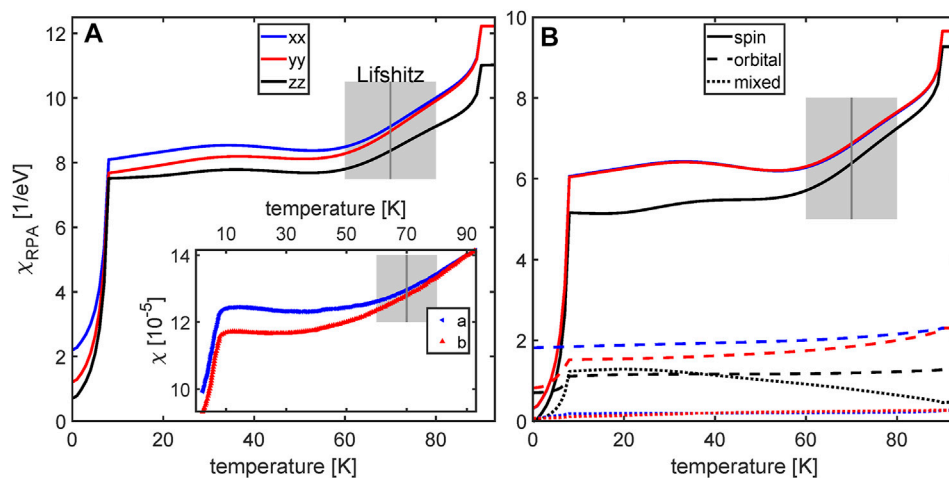 A
xx
yy
zz
Lifshitz
12
10
8
6
4
2
0
χRPA [1/eV]
0 20 40 60 80
temperature [K]
temperature [K]
10 30 50 70 90
14
12
10
χ [10-5]
a
b
B
spin
orbital
mixed
10
8
6
4
2
0
0 20 40 60 80
temperature [K]